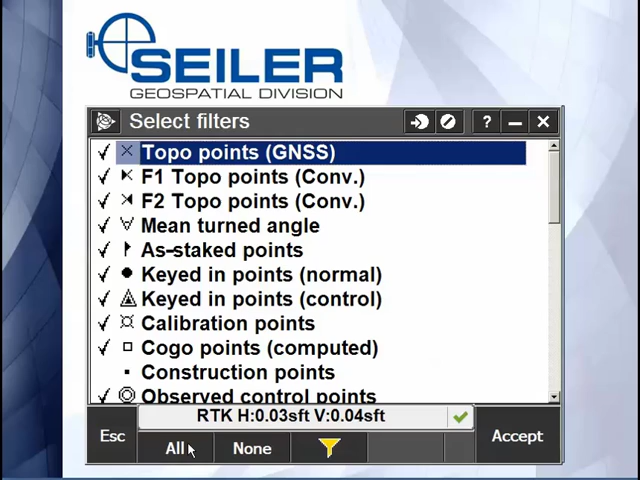 SEILER
GEOSPATIAL DIVISION
Select filters
?
Topo points (GNSS)
F1 Topo points (Conv.)
F2 Topo points (Conv.)
Mean turned angle
As-staked points
Keyed in points (normal)
Keyed in points (control)
Calibration points
Cogo points (computed)
Construction points
Observed control points
RTK H:0.03sft V:0.04sft
Esc
All
None
Accept